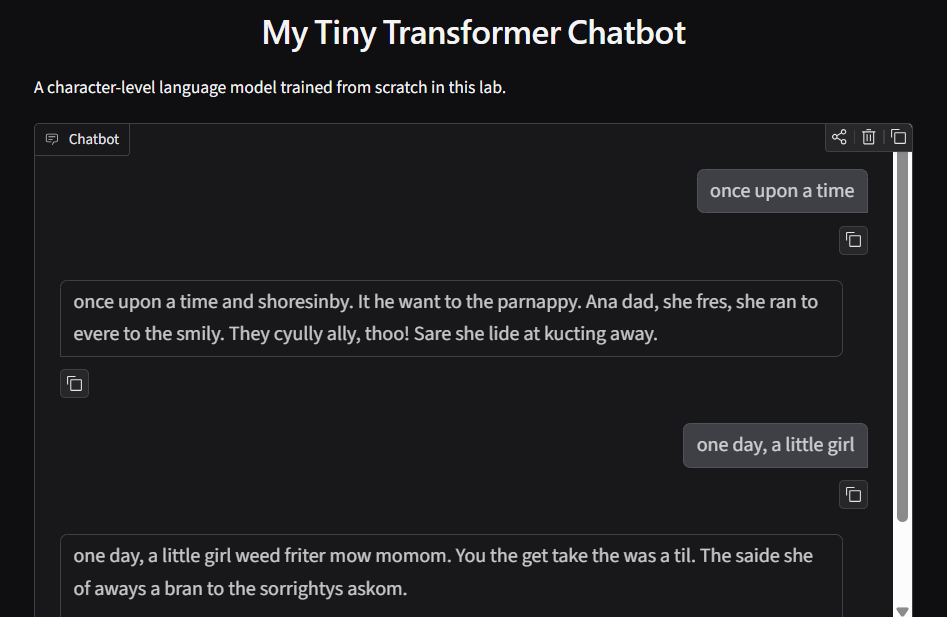 My Tiny Transformer Chatbot
A character-level language model trained from scratch in this lab.
Chatbot
once upon a time
once upon a time and shoresinby. It he want to the parnappy. Ana dad, she fres, she ran to
evere to the smily. They cyully ally, thoo! Sare she lide at kucting away.
one day, a little girl
one day, a little girl weed friter mow momom. You the get take the was a til. The saide she
of aways a bran to the sorrightys askom.